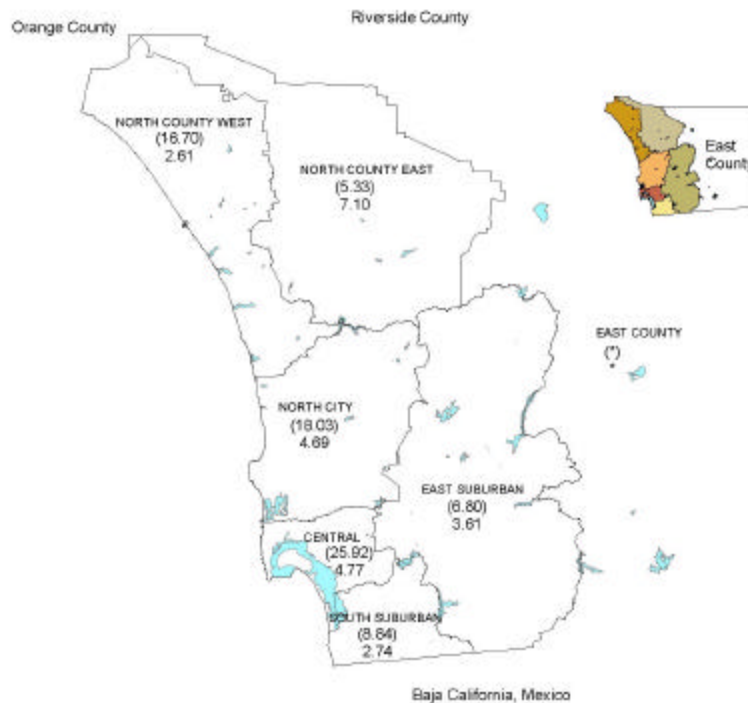 Riverside County
Orange County
NORTH COUNTY WEST
(16.70)
2.61
NORTH COUNTY EAST
(5.33)
7.10
East
County
EAST COUNTY
(*)
NORTH CITY
(18.03)
4.69
EAST SUBURBAN
(6.80)
3.61
CENTRAL
(25.92)
4.77
SOUTH SUBURBAN
(8.84)
2.74
Baja California, Mexico